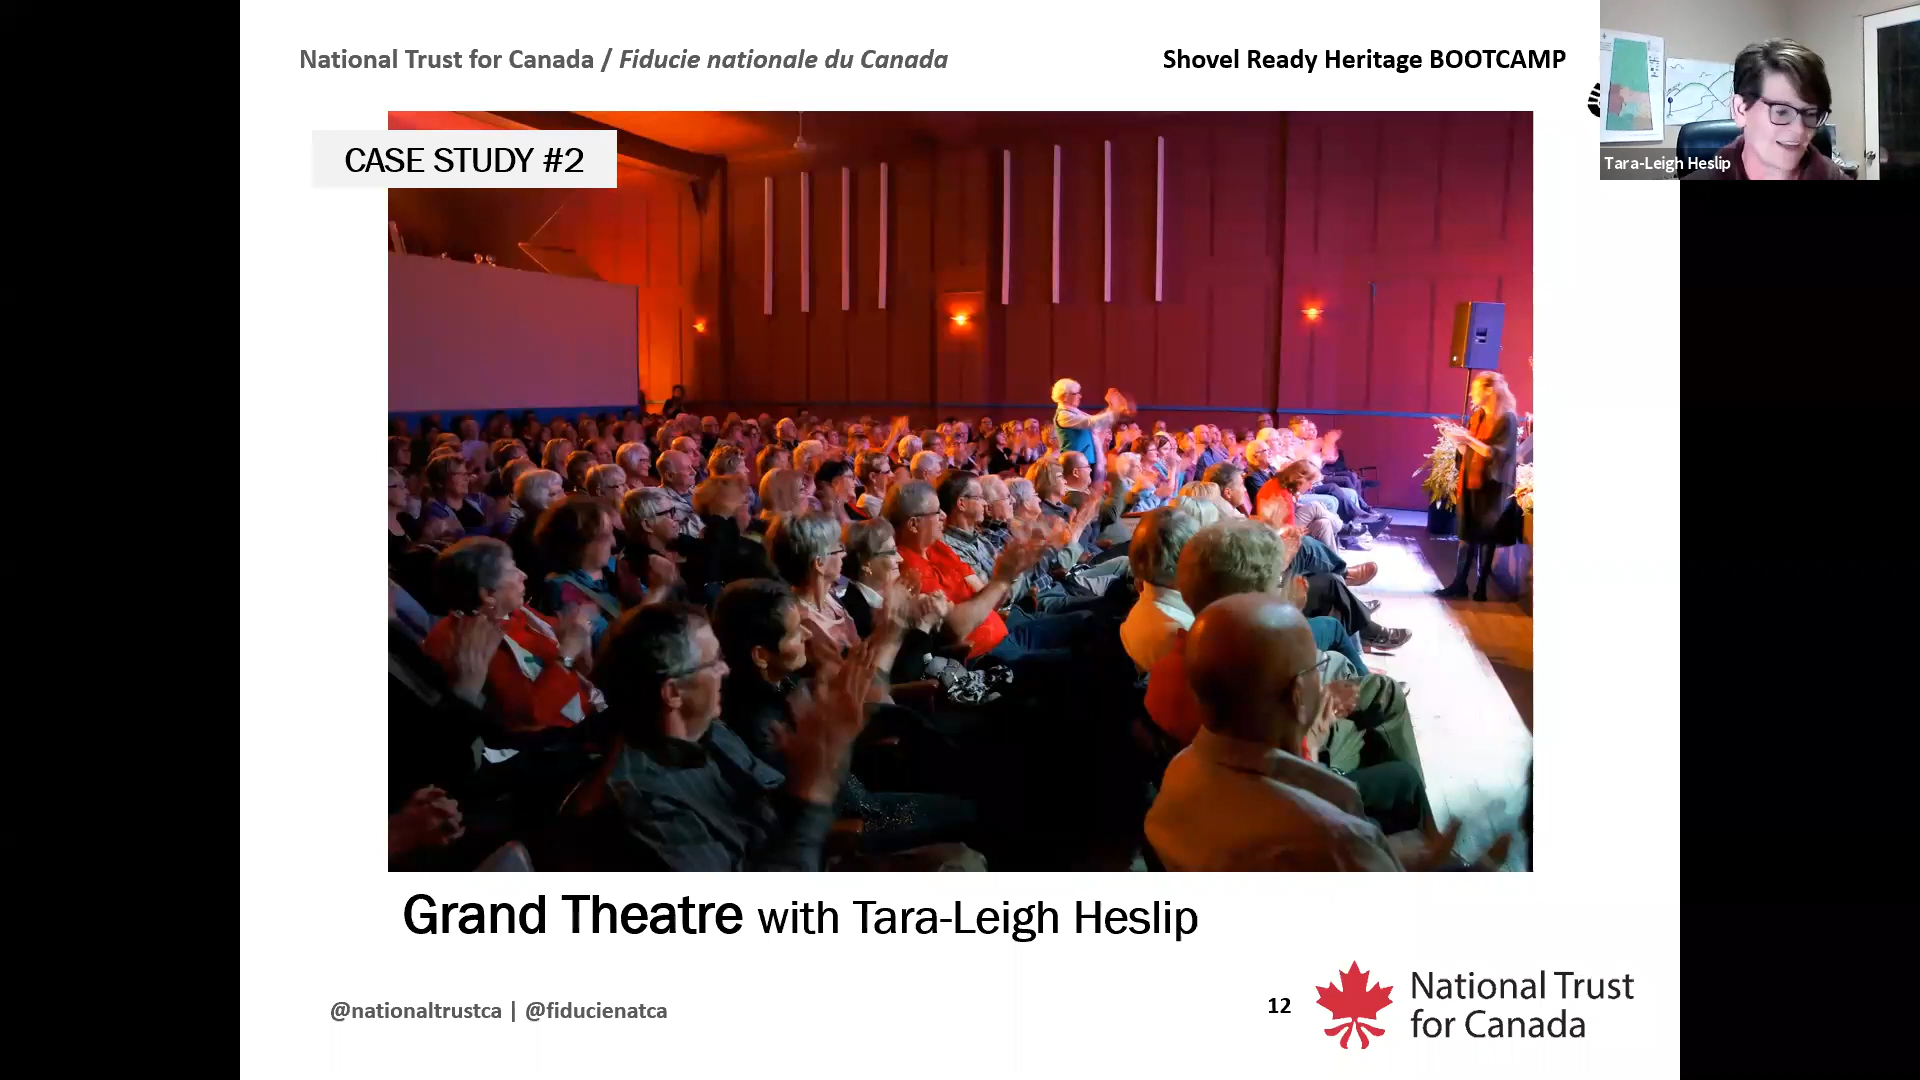 National Trust for Canada / Fiducie nationale du Canada
Shovel Ready Heritage BOOTCAMP
Tara-Leigh Heslip
CASE STUDY #2
Grand Theatre with Tara-Leigh Heslip
@nationaltrustca | @fiducienatca
12
National Trust
for Canada